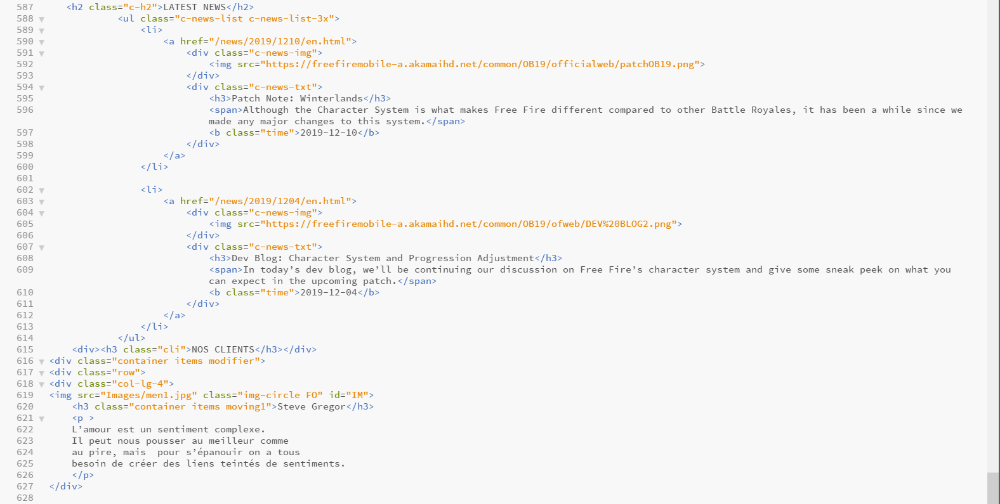 587 <h2 class="c-h2">LATEST NEWS</h2>
588 <ul class="c-news-list c-news-list-3x">
589 <li>
590 <a href="/news/2019/1210/en.html">
591 <div class="c-news-img">
592 <img src="https://freefiremobile-a.akamaihd.net/common/OB19/officialweb/patchOB19.png">
593 </div>
594 <div class="c-news-txt">
595 <h3>Patch Note: Winterlands</h3>
596 <span>Although the Character System is what makes Free Fire different compared to other Battle Royales, it has been a while since we
made any major changes to this system.</span>
597 <b class="time">2019-12-10</b>
598 </div>
599 </a>
600 </li>
601
602 <li>
603 <a href="/news/2019/1204/en.html">
604 <div class="c-news-img">
605 <img src="https://freefiremobile-a.akamaihd.net/common/OB19/ofweb/DEV%20BLOG2.png">
606 </div>
607 <div class="c-news-txt">
608 <h3>Dev Blog: Character System and Progression Adjustment</h3>
609 <span>In today’s dev blog, we’ll be continuing our discussion on Free Fire’s character system and give some sneak peek on what you
can expect in the upcoming patch.</span>
610 <b class="time">2019-12-04</b>
611 </div>
612 </a>
613 </li>
614 </ul>
615 <div><h3 class="cli">NOS CLIENTS</h3></div>
616 <div class="container items modifier">
617 <div class="row">
618 <div class="col-lg-4">
619 <img src="Images/men1.jpg" class="img-circle FO" id="IM">
620 <h3 class="container items moving1">Steve Gregor</h3>
621 <p >
622 L’amour est un sentiment complexe.
623 Il peut nous pousser au meilleur comme
624 au pire, mais  pour s’épanouir on a tous
625 besoin de créer des liens teintés de sentiments.
626 </p>
627 </div>
628